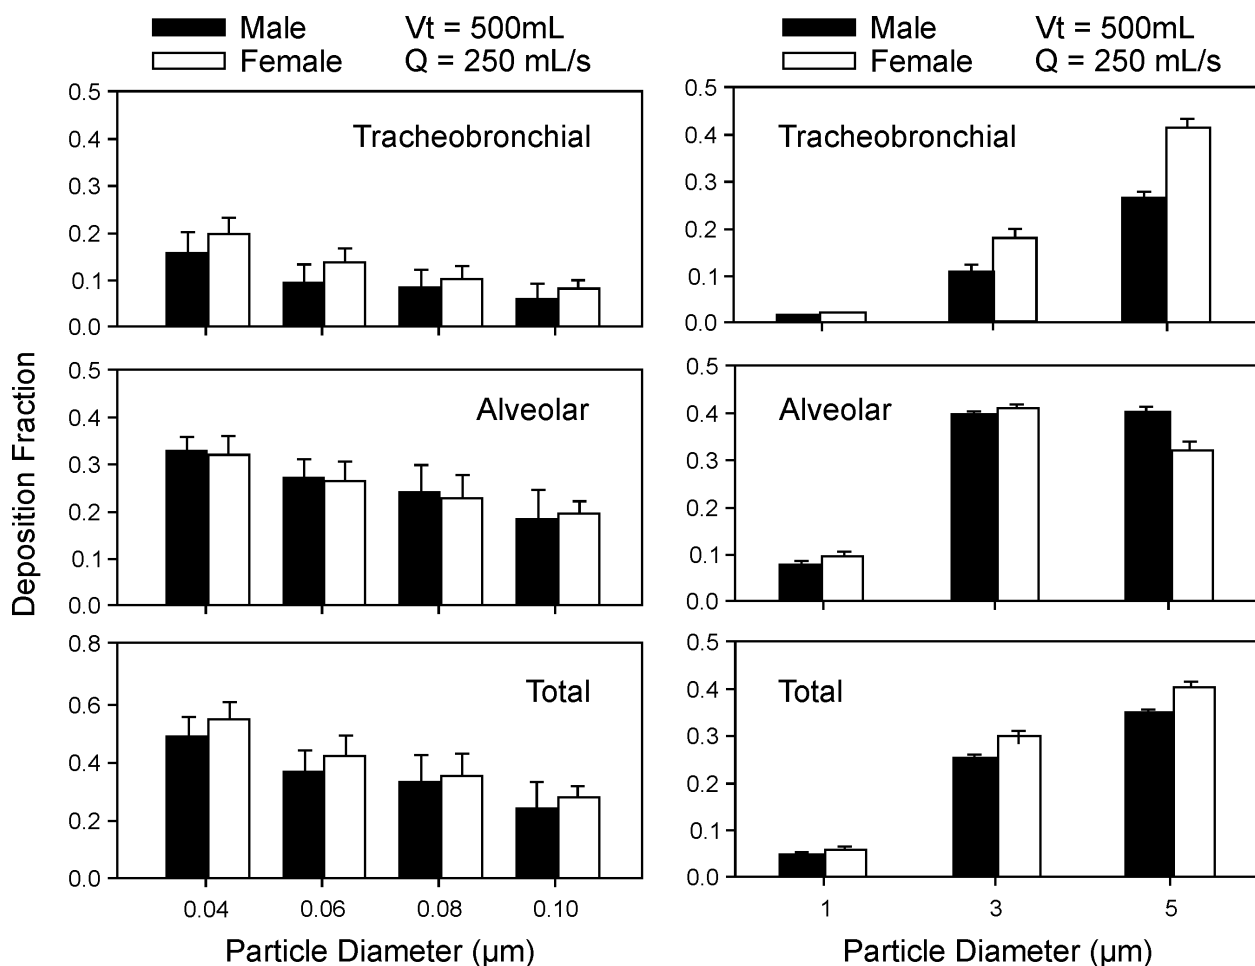 Male Vt = 500mL
Female Q = 250 mL/s
0.5
Tracheobronchial
0.4
0.3
0.2
0.1
0.0
0.5
Alveolar
0.4
0.3
0.2
0.1
0.0
0.8
Total
0.6
0.4
0.2
0.0
0.04 0.06 0.08 0.10
Particle Diameter (μm)
Deposition Fraction
Male Vt = 500mL
Female Q = 250 mL/s
0.5
Tracheobronchial
0.4
0.3
0.2
0.1
0.0
0.5
Alveolar
0.4
0.3
0.2
0.1
0.0
0.5
Total
0.4
0.3
0.2
0.1
0.0
1 3 5
Particle Diameter (μm)